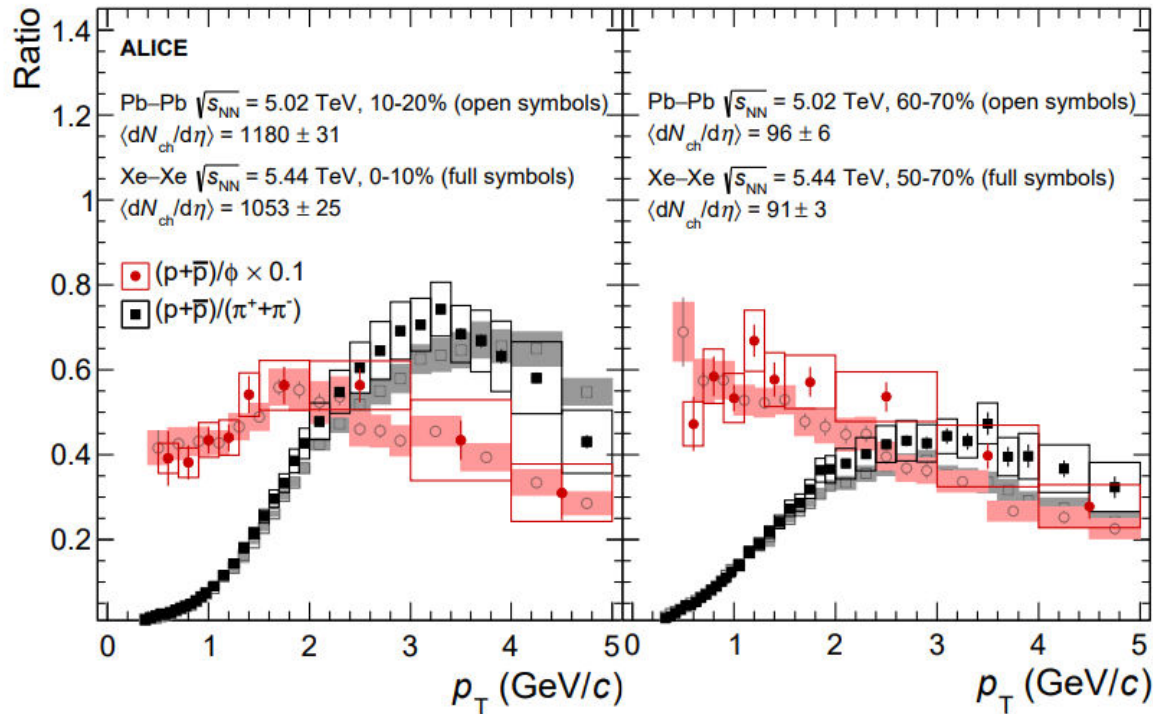 Ratio
1.4
1.2
1
0.8
0.6
0.4
0.2
ALICE
Pb–Pb √sNN = 5.02 TeV, 10-20% (open symbols)
⟨dNch/dη⟩ = 1180 ± 31
Xe–Xe √sNN = 5.44 TeV, 0-10% (full symbols)
⟨dNch/dη⟩ = 1053 ± 25
(p+p̅)/ϕ × 0.1
(p+p̅)/(π⁺+π⁻)
0 1 2 3 4 5
pT (GeV/c)
Pb–Pb √sNN = 5.02 TeV, 60-70% (open symbols)
⟨dNch/dη⟩ = 96 ± 6
Xe–Xe √sNN = 5.44 TeV, 50-70% (full symbols)
⟨dNch/dη⟩ = 91 ± 3
0 1 2 3 4 5
pT (GeV/c)